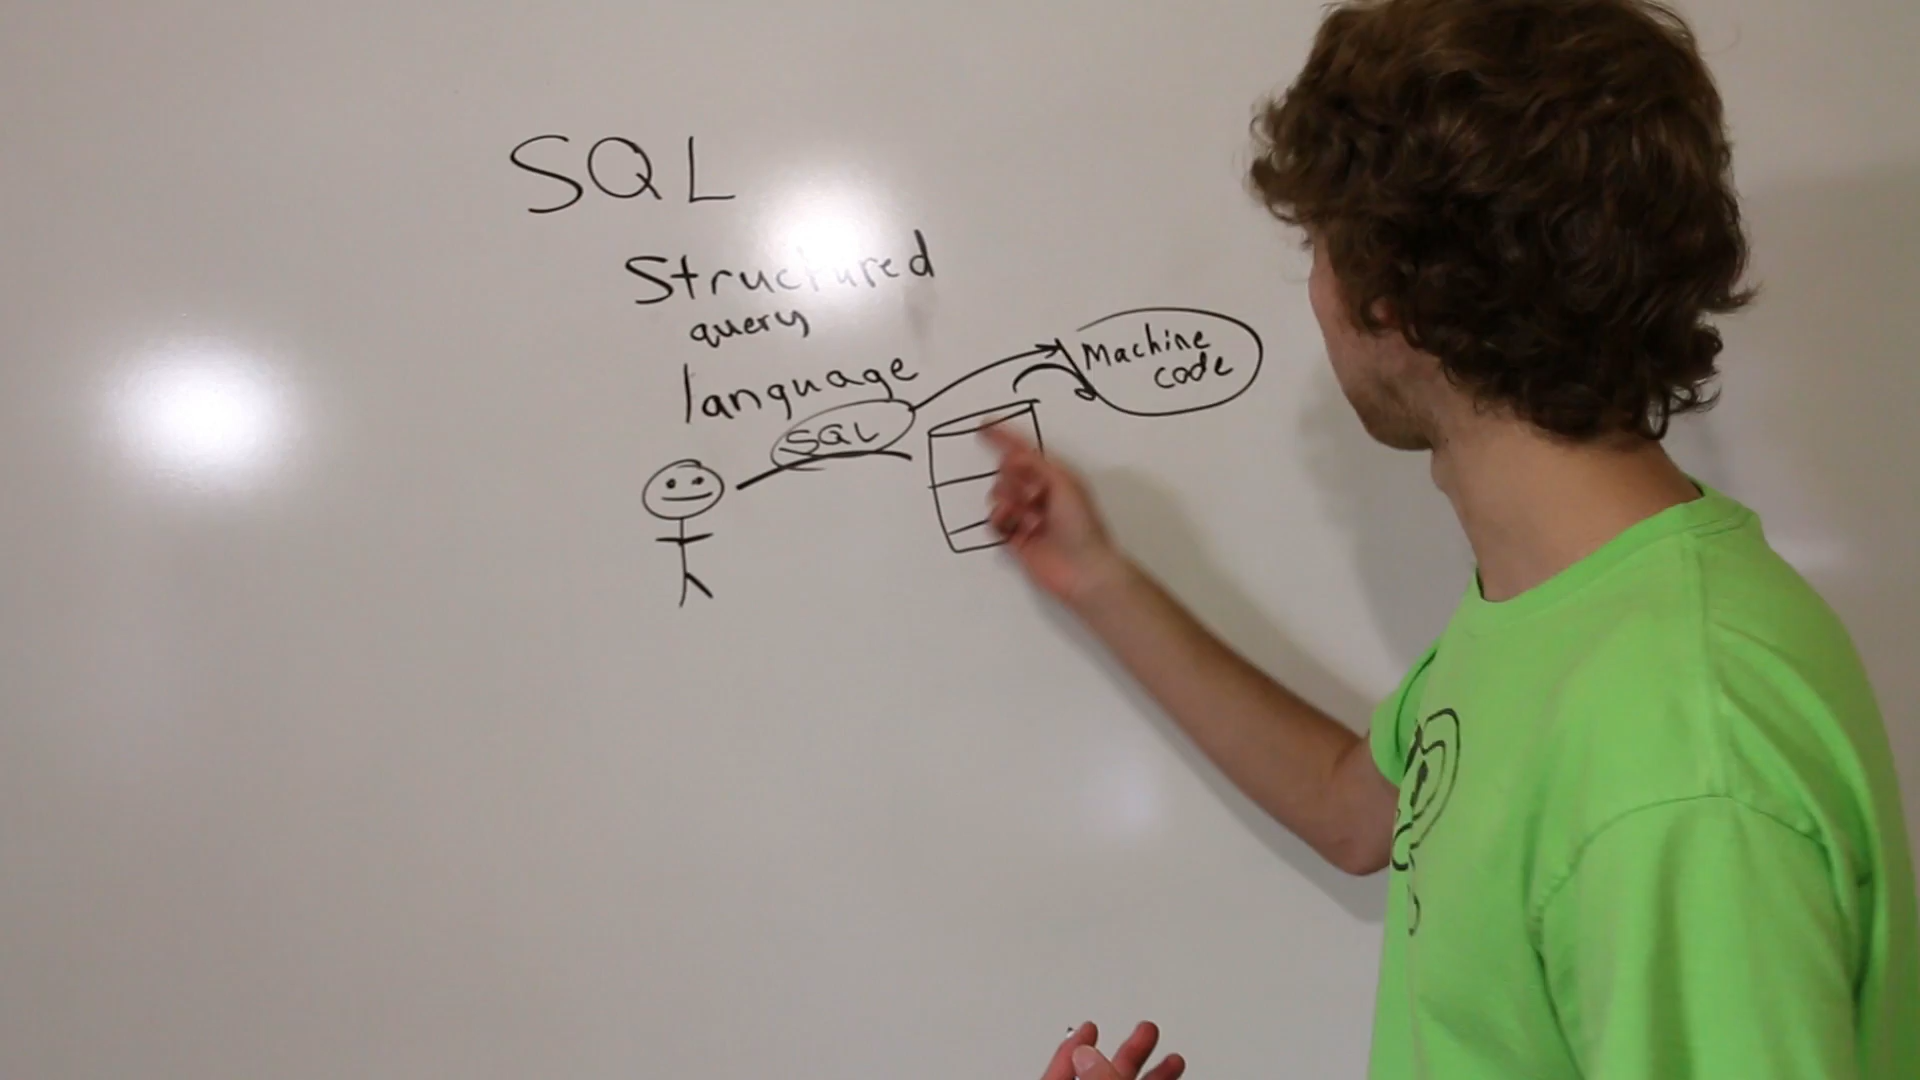 SQL
Structured
query
language
SQL
Machine
code